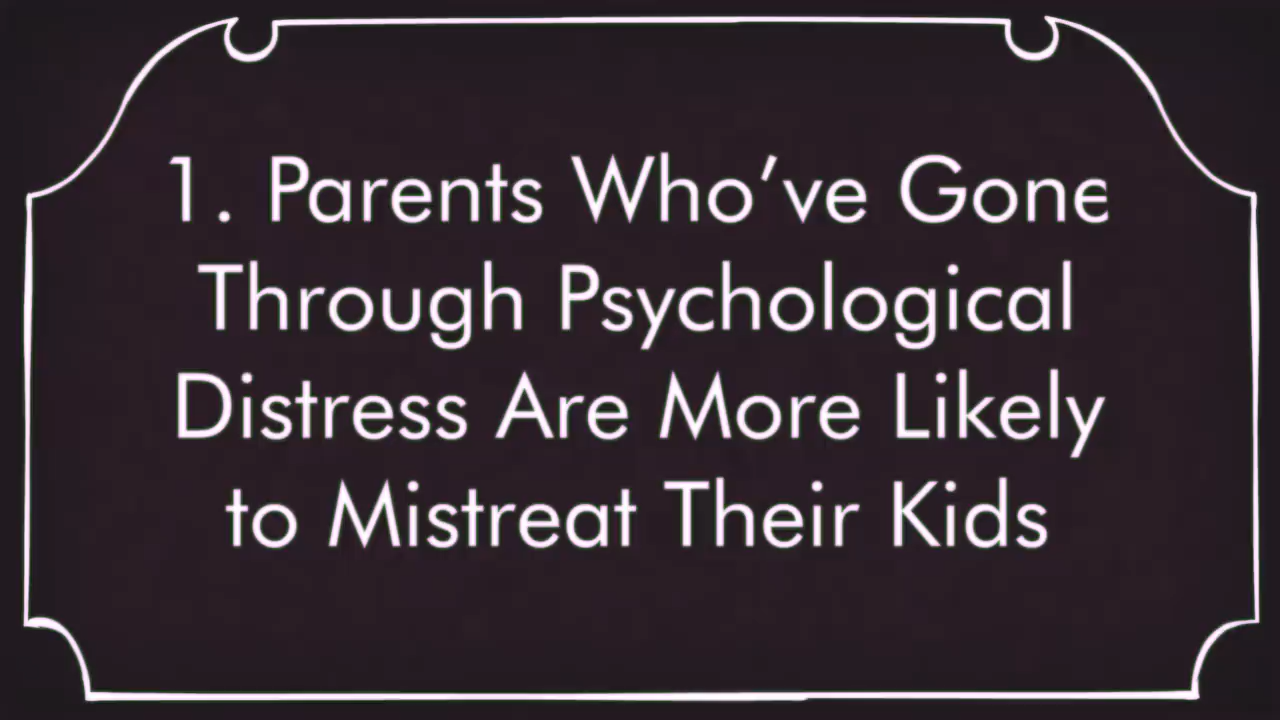 1. Parents Who’ve Gone
Through Psychological
Distress Are More Likely
to Mistreat Their Kids